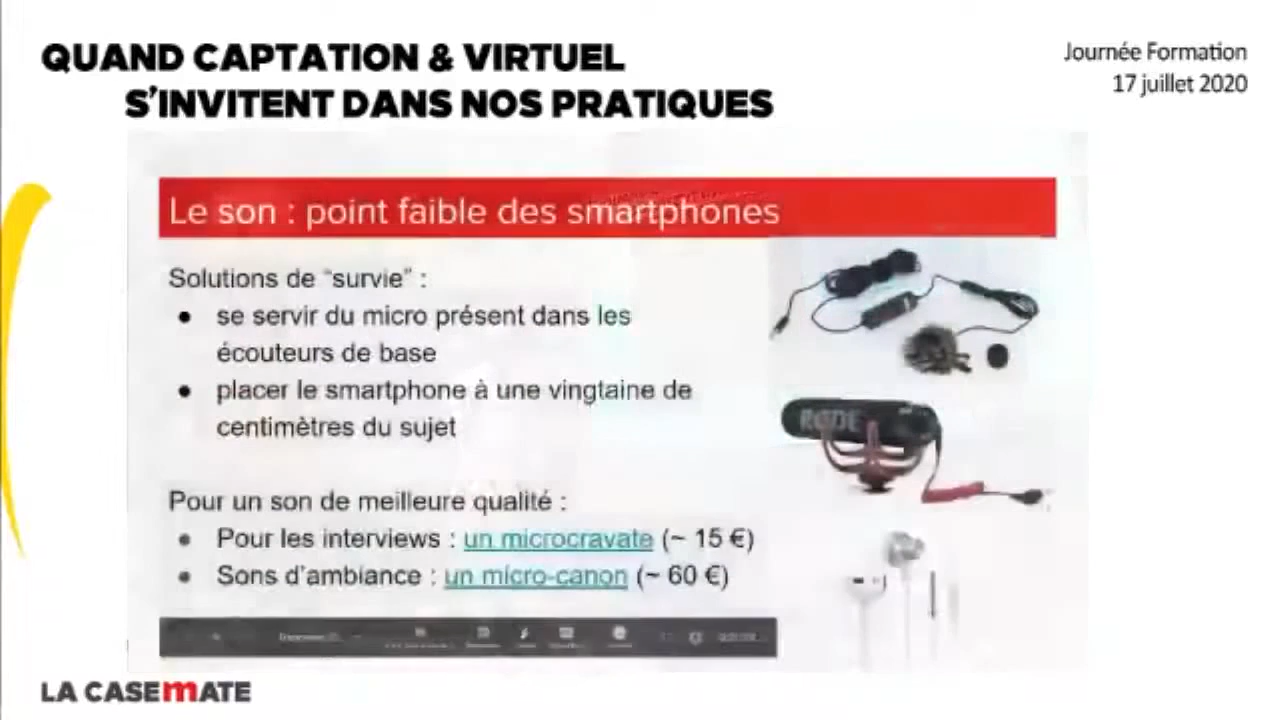 QUAND CAPTATION & VIRTUEL
S'INVITENT DANS NOS PRATIQUES
Journée Formation
17 juillet 2020
Le son : point faible des smartphones
Solutions de “survie” :
● se servir du micro présent dans les
écouteurs de base
● placer le smartphone à une vingtaine de
centimètres du sujet
Pour un son de meilleure qualité :
● Pour les interviews : un microcravate (~ 15 €)
● Sons d'ambiance : un micro-canon (~ 60 €)
RODE
LA CASEMATE